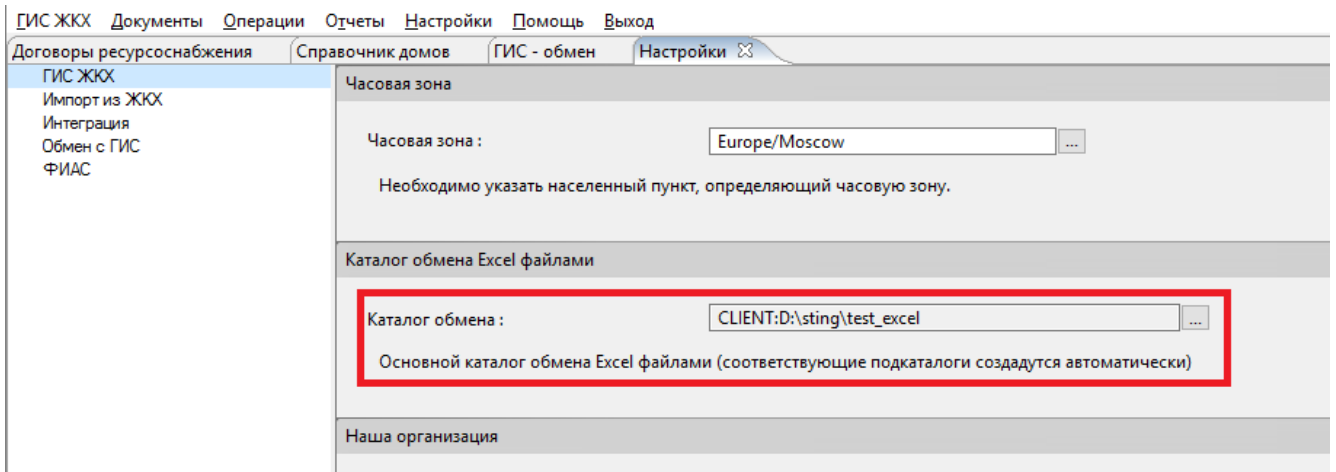 ГИС ЖКХ Документы Операции Отчеты Настройки Помощь Выход
Договоры ресурсоснабжения Справочник домов ГИС - обмен Настройки
ГИС ЖКХ
Импорт из ЖКХ
Интеграция
Обмен с ГИС
ФИАС
Часовая зона
Часовая зона : Europe/Moscow ...
Необходимо указать населенный пункт, определяющий часовую зону.
Каталог обмена Excel файлами
Каталог обмена : CLIENT:D:\sting\test_excel ...
Основной каталог обмена Excel файлами (соответствующие подкаталоги создадутся автоматически)
Наша организация